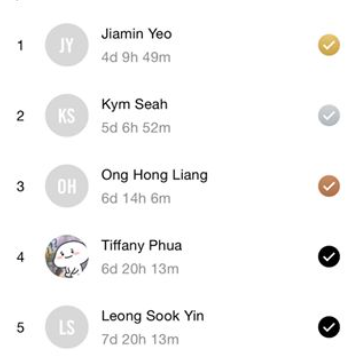 1
JY
Jiamin Yeo
4d 9h 49m
2
KS
Kym Seah
5d 6h 52m
3
OH
Ong Hong Liang
6d 14h 6m
4
Tiffany Phua
6d 20h 13m
5
LS
Leong Sook Yin
7d 20h 13m